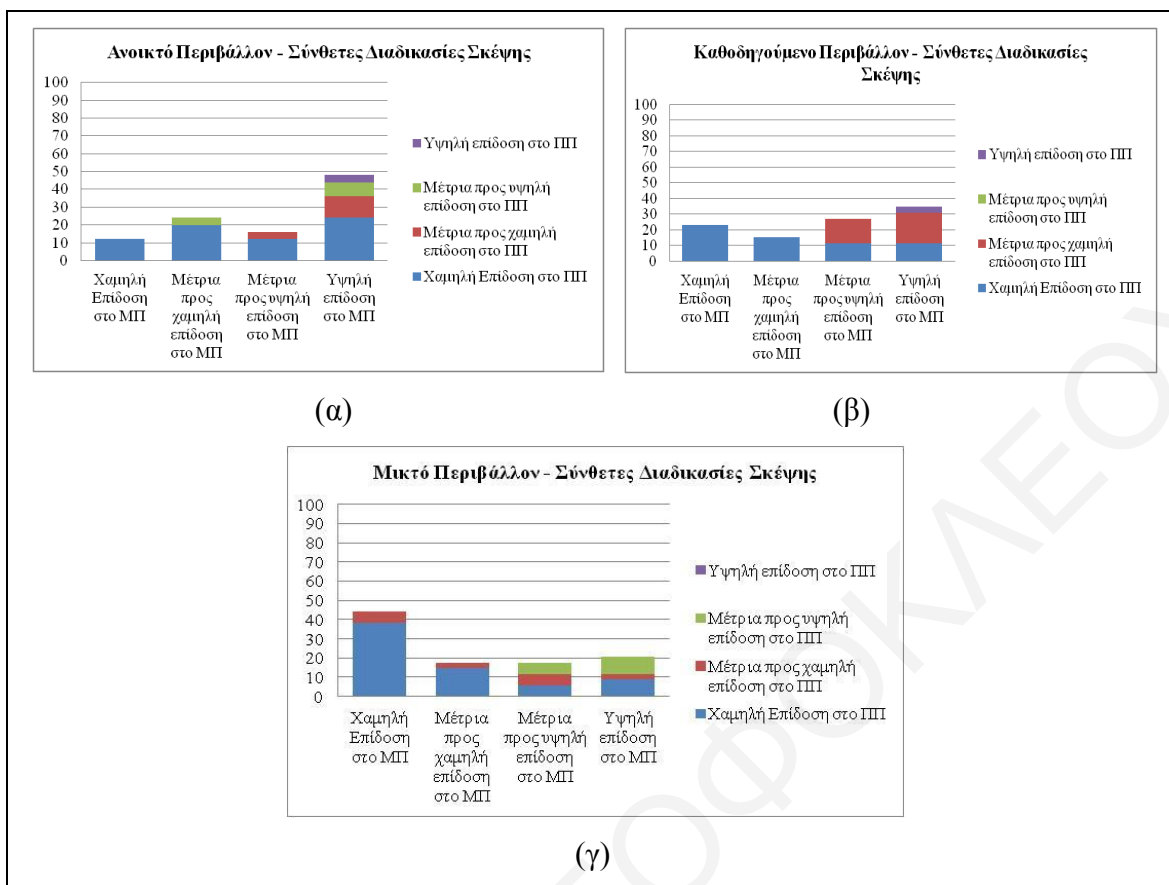 Ανοικτό Περιβάλλον - Σύνθετες Διαδικασίες Σκέψης
100
90
80
70
60
50
40
30
20
10
0
Χαμηλή
Επίδοση
στο ΜΠ
Μέτρια
προς
χαμηλή
επίδοση
στο ΜΠ
Μέτρια
προς υψηλή
επίδοση
στο ΜΠ
Υψηλή
επίδοση
στο ΜΠ
Υψηλή επίδοση στο ΠΠ
Μέτρια προς υψηλή
επίδοση στο ΠΠ
Μέτρια προς χαμηλή
επίδοση στο ΠΠ
Χαμηλή Επίδοση στο ΠΠ
(α)
Καθοδηγούμενο Περιβάλλον - Σύνθετες Διαδικασίες
Σκέψης
100
90
80
70
60
50
40
30
20
10
0
Χαμηλή
Επίδοση
στο ΜΠ
Μέτρια
προς
χαμηλή
επίδοση
στο ΜΠ
Μέτρια
προς υψηλή
επίδοση
στο ΜΠ
Υψηλή
επίδοση
στο ΜΠ
Υψηλή επίδοση στο ΠΠ
Μέτρια προς υψηλή
επίδοση στο ΠΠ
Μέτρια προς χαμηλή
επίδοση στο ΠΠ
Χαμηλή Επίδοση στο ΠΠ
(β)
Μικτό Περιβάλλον - Σύνθετες Διαδικασίες Σκέψης
100
90
80
70
60
50
40
30
20
10
0
Χαμηλή
Επίδοση
στο ΜΠ
Μέτρια
προς
χαμηλή
επίδοση
στο ΜΠ
Μέτρια
προς υψηλή
επίδοση
στο ΜΠ
Υψηλή
επίδοση
στο ΜΠ
Υψηλή επίδοση στο ΠΠ
Μέτρια προς υψηλή
επίδοση στο ΠΠ
Μέτρια προς χαμηλή
επίδοση στο ΠΠ
Χαμηλή Επίδοση στο ΠΠ
(γ)